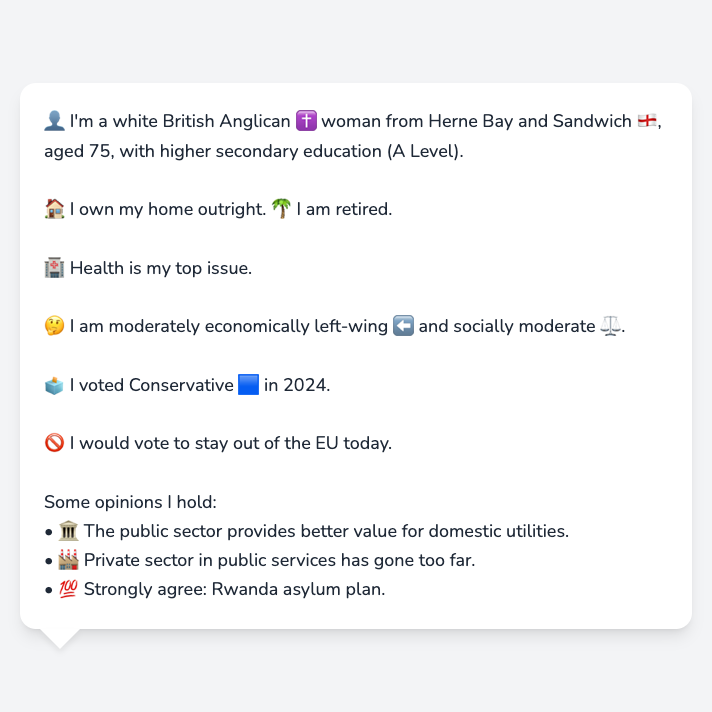 👤 I'm a white British Anglican ✝️ woman from Herne Bay and Sandwich 🏴󠁧󠁢󠁥󠁮󠁧󠁿,
aged 75, with higher secondary education (A Level).
🏠 I own my home outright. 🌴 I am retired.
🏥 Health is my top issue.
🤔 I am moderately economically left-wing ⬅️ and socially moderate ⚖️.
🗳️ I voted Conservative 🟦 in 2024.
🚫 I would vote to stay out of the EU today.
Some opinions I hold:
• 🏛️ The public sector provides better value for domestic utilities.
• 🏭 Private sector in public services has gone too far.
• 💯 Strongly agree: Rwanda asylum plan.